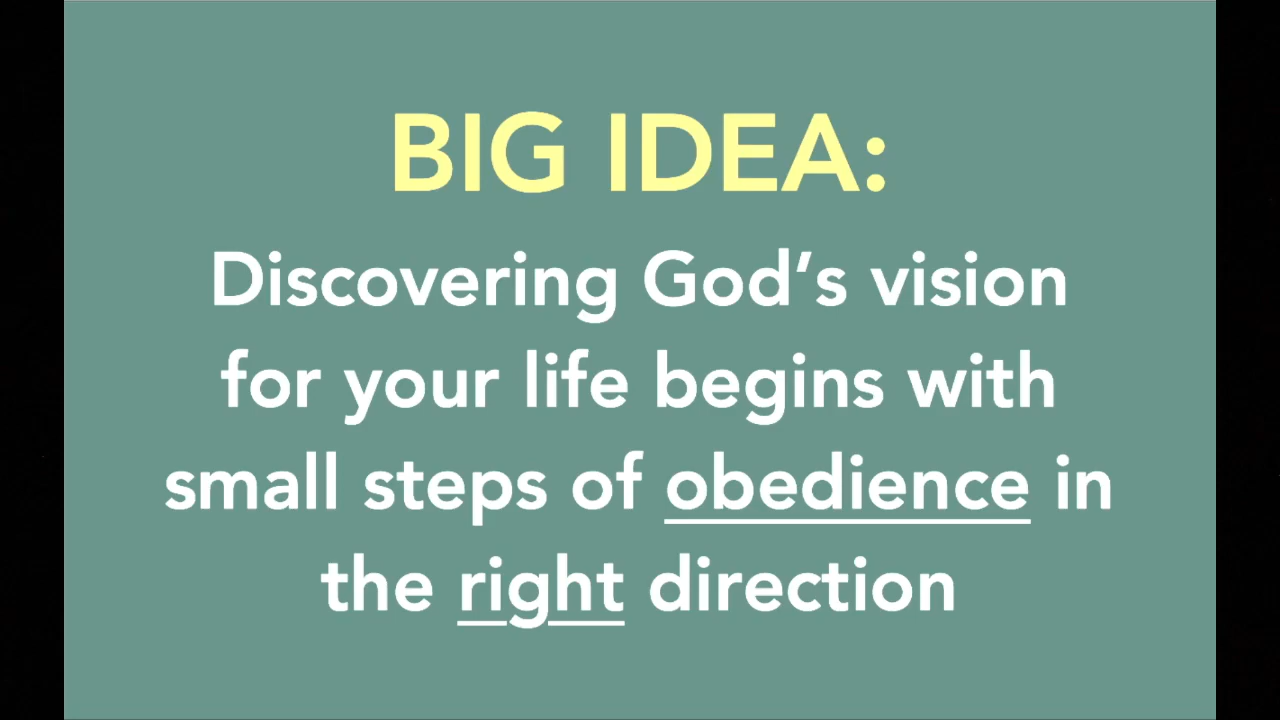 BIG IDEA:
Discovering God’s vision
for your life begins with
small steps of obedience in
the right direction